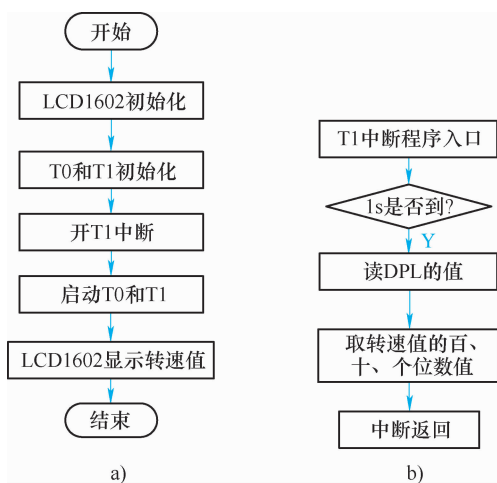 开始
LCD1602初始化
T0和T1初始化
开T1中断
启动T0和T1
LCD1602显示转速值
结束
a)
T1中断程序入口
1s是否到?
Y
读DPL的值
取转速值的百、
十、个位数值
中断返回
b)